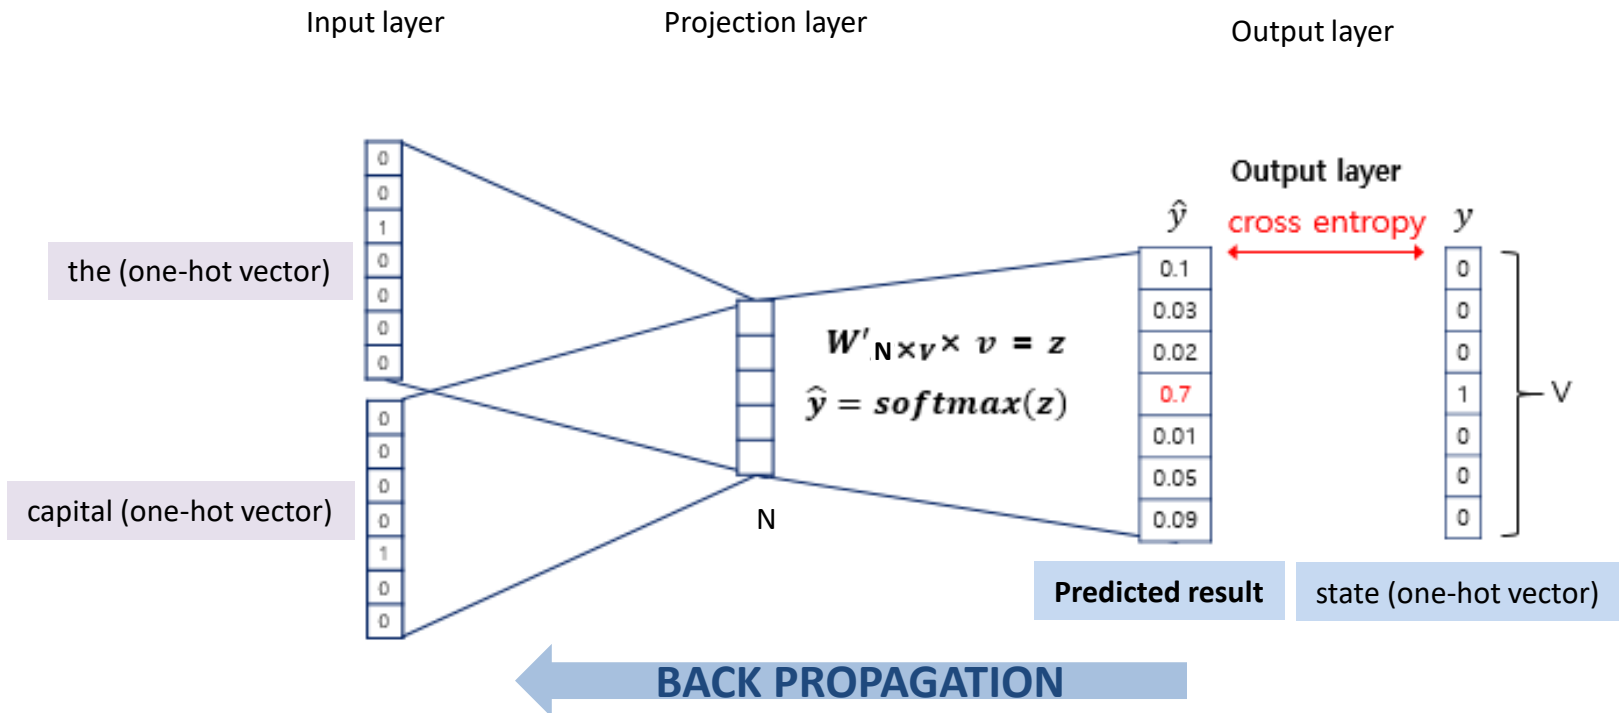 Input layer
Projection layer
Output layer
0
0
1
0
0
0
0
the (one-hot vector)
0
0
0
0
1
0
0
capital (one-hot vector)
N
W'N×V × v = z
ŷ = softmax(z)
Output layer
ŷ
cross entropy
y
0.1
0.03
0.02
0.7
0.01
0.05
0.09
0
0
0
1
0
0
0
V
Predicted result
state (one-hot vector)
BACK PROPAGATION